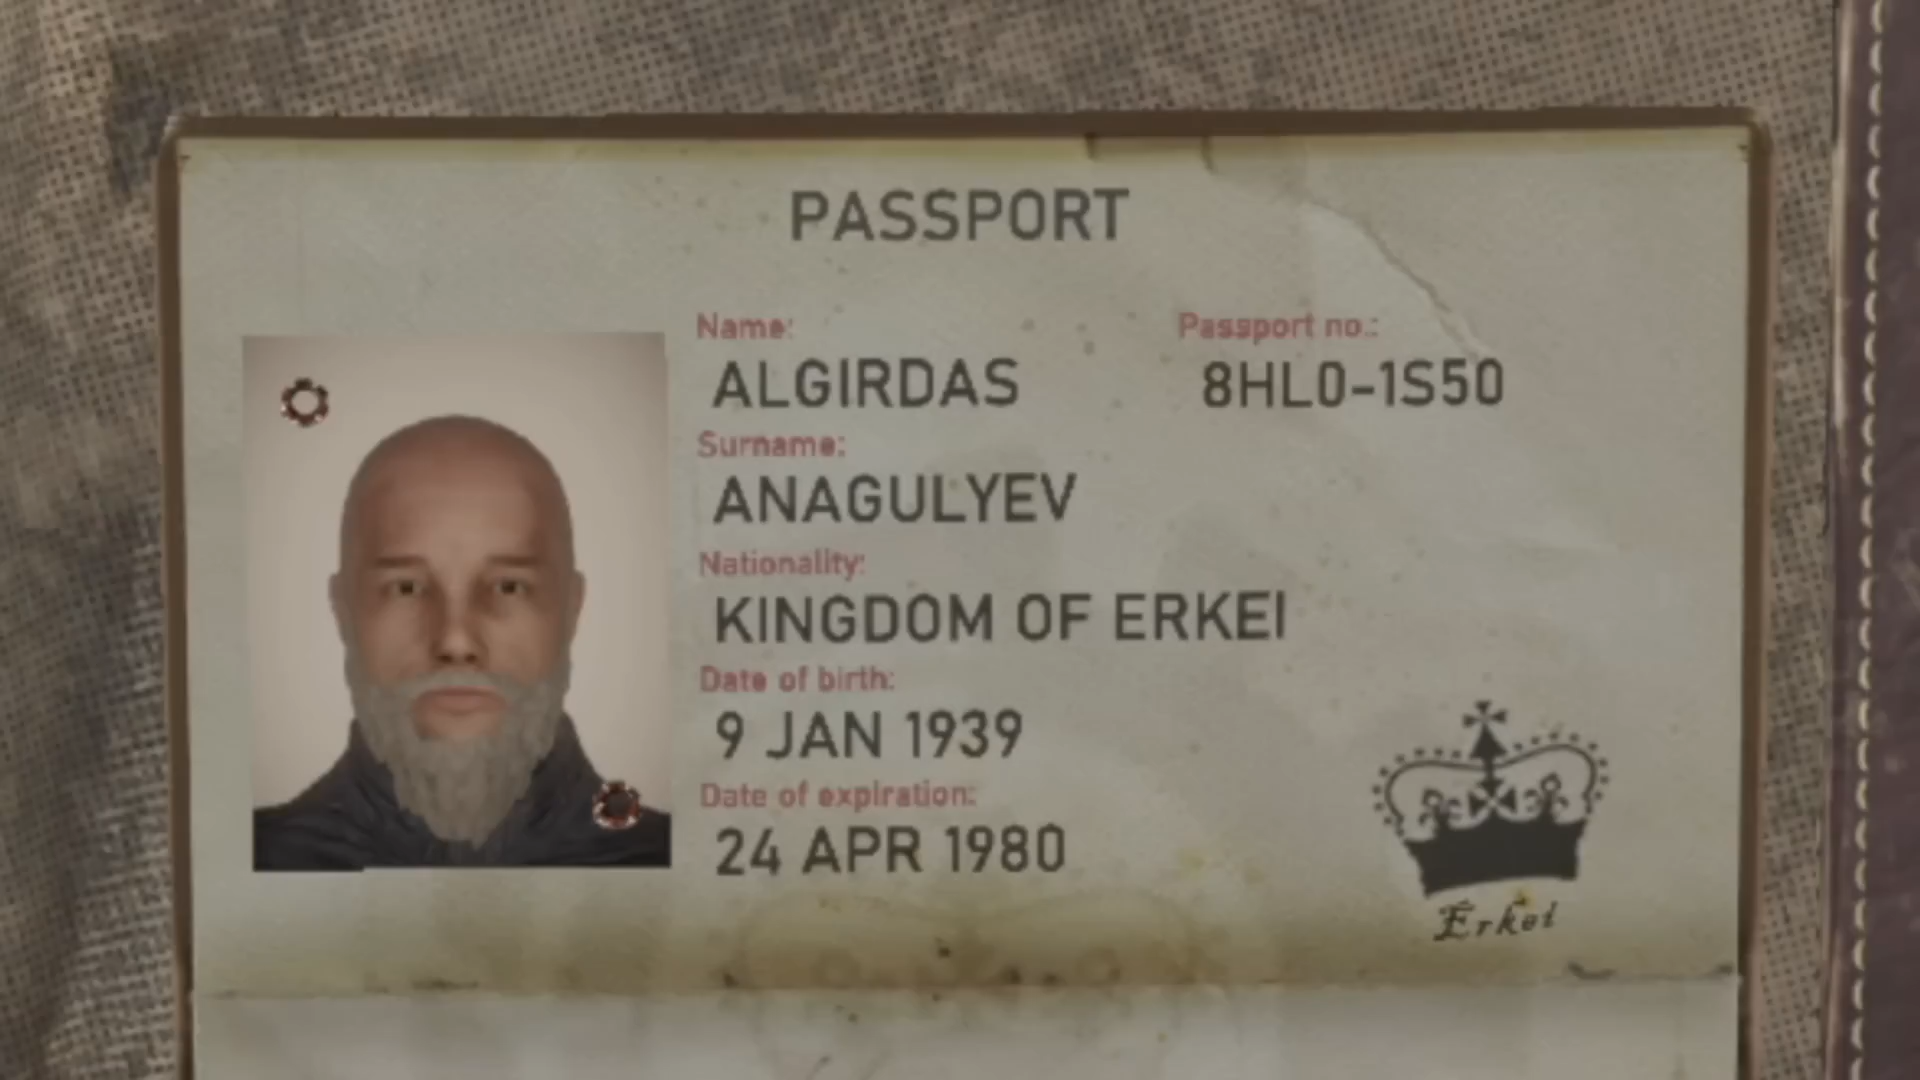 PASSPORT
Name:
ALGIRDAS
Passport no.:
8HL0-1S50
Surname:
ANAGULYEV
Nationality:
KINGDOM OF ERKEI
Date of birth:
9 JAN 1939
Date of expiration:
24 APR 1980
Erkei